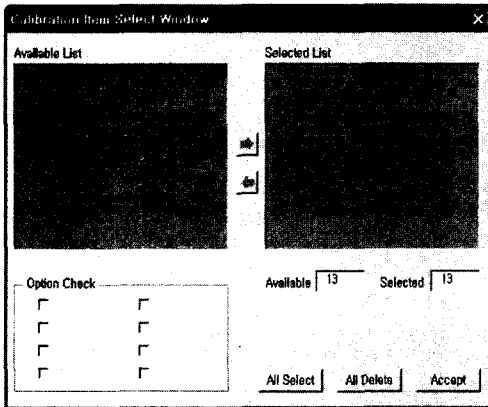 Calibration Item Select Window
Available List
Selected List
Option Check
Available 13 Selected 13
All Select All Delete Accept